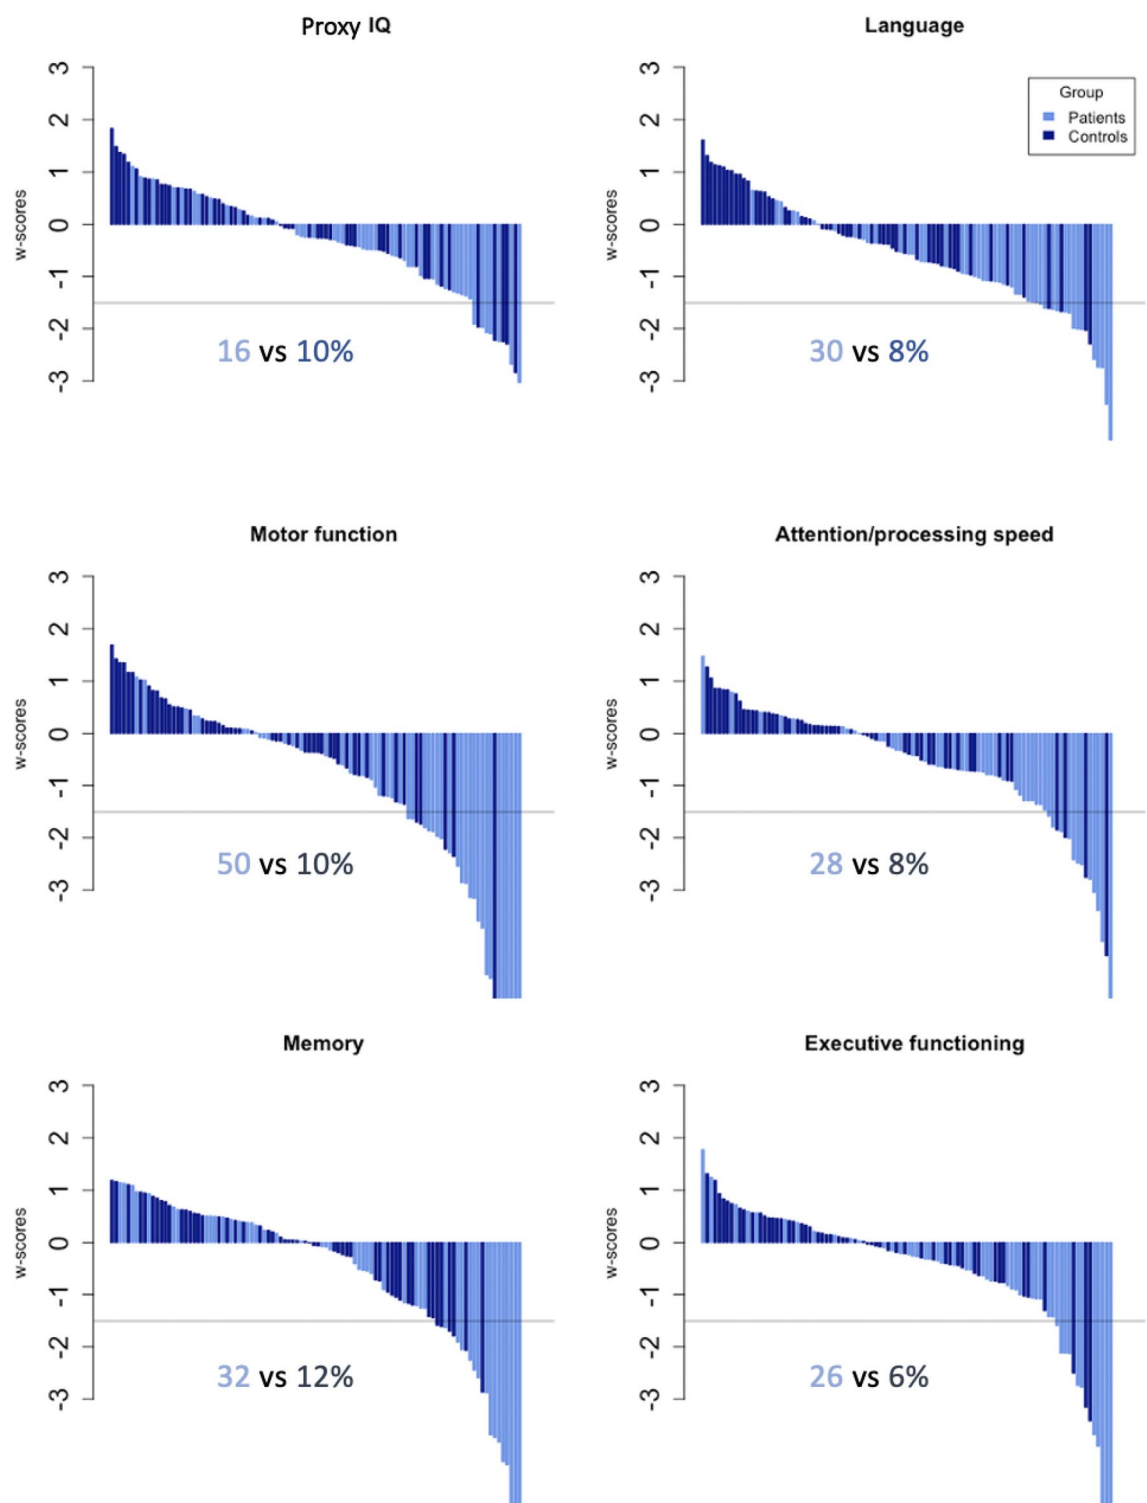 Proxy IQ
3
2
1
0
-1
-2
-3
w-scores
16 vs 10%
Language
3
2
1
0
-1
-2
-3
w-scores
Group
Patients
Controls
30 vs 8%
Motor function
3
2
1
0
-1
-2
-3
w-scores
50 vs 10%
Attention/processing speed
3
2
1
0
-1
-2
-3
w-scores
28 vs 8%
Memory
3
2
1
0
-1
-2
-3
w-scores
32 vs 12%
Executive functioning
3
2
1
0
-1
-2
-3
w-scores
26 vs 6%